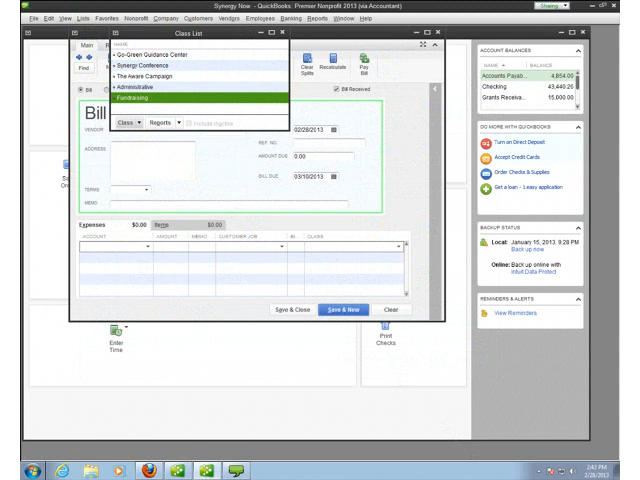 Synergy Now - QuickBooks Premier Nonprofit 2013 (via Accountant)
Sharing
File Edit View Lists Favorites Nonprofit Company Customers Vendors Employees Banking Reports Window Help
Class List
Main
NAME
Go-Green Guidance Center
Synergy Conference
The Aware Campaign
Administrative
Fundraising
Class
Reports
Include inactive
Find
Clear Splits
Recalculate
Pay Bill
Bill
Bill Received
Bill
VENDOR
02/28/2013
ADDRESS
REF. NO.
AMOUNT DUE 0.00
BILL DUE 03/10/2013
TERMS
MEMO
Expenses $0.00
Items $0.00
ACCOUNT AMOUNT MEMO CUSTOMER:JOB BI... CLASS
Save & Close
Save & New
Clear
Enter Time
Print Checks
ACCOUNT BALANCES
NAME BALANCE
Accounts Payab... 4,854.00
Checking 43,440.26
Grants Receiva... 15,000.00
DO MORE WITH QUICKBOOKS
Turn on Direct Deposit
Accept Credit Cards
Order Checks & Supplies
Get a loan - 1 easy application
BACKUP STATUS
Local: January 15, 2013, 9:28 PM
Back up now
Online: Back up online with
Intuit Data Protect
REMINDERS & ALERTS
View Reminders
2:43 PM
2/28/2013